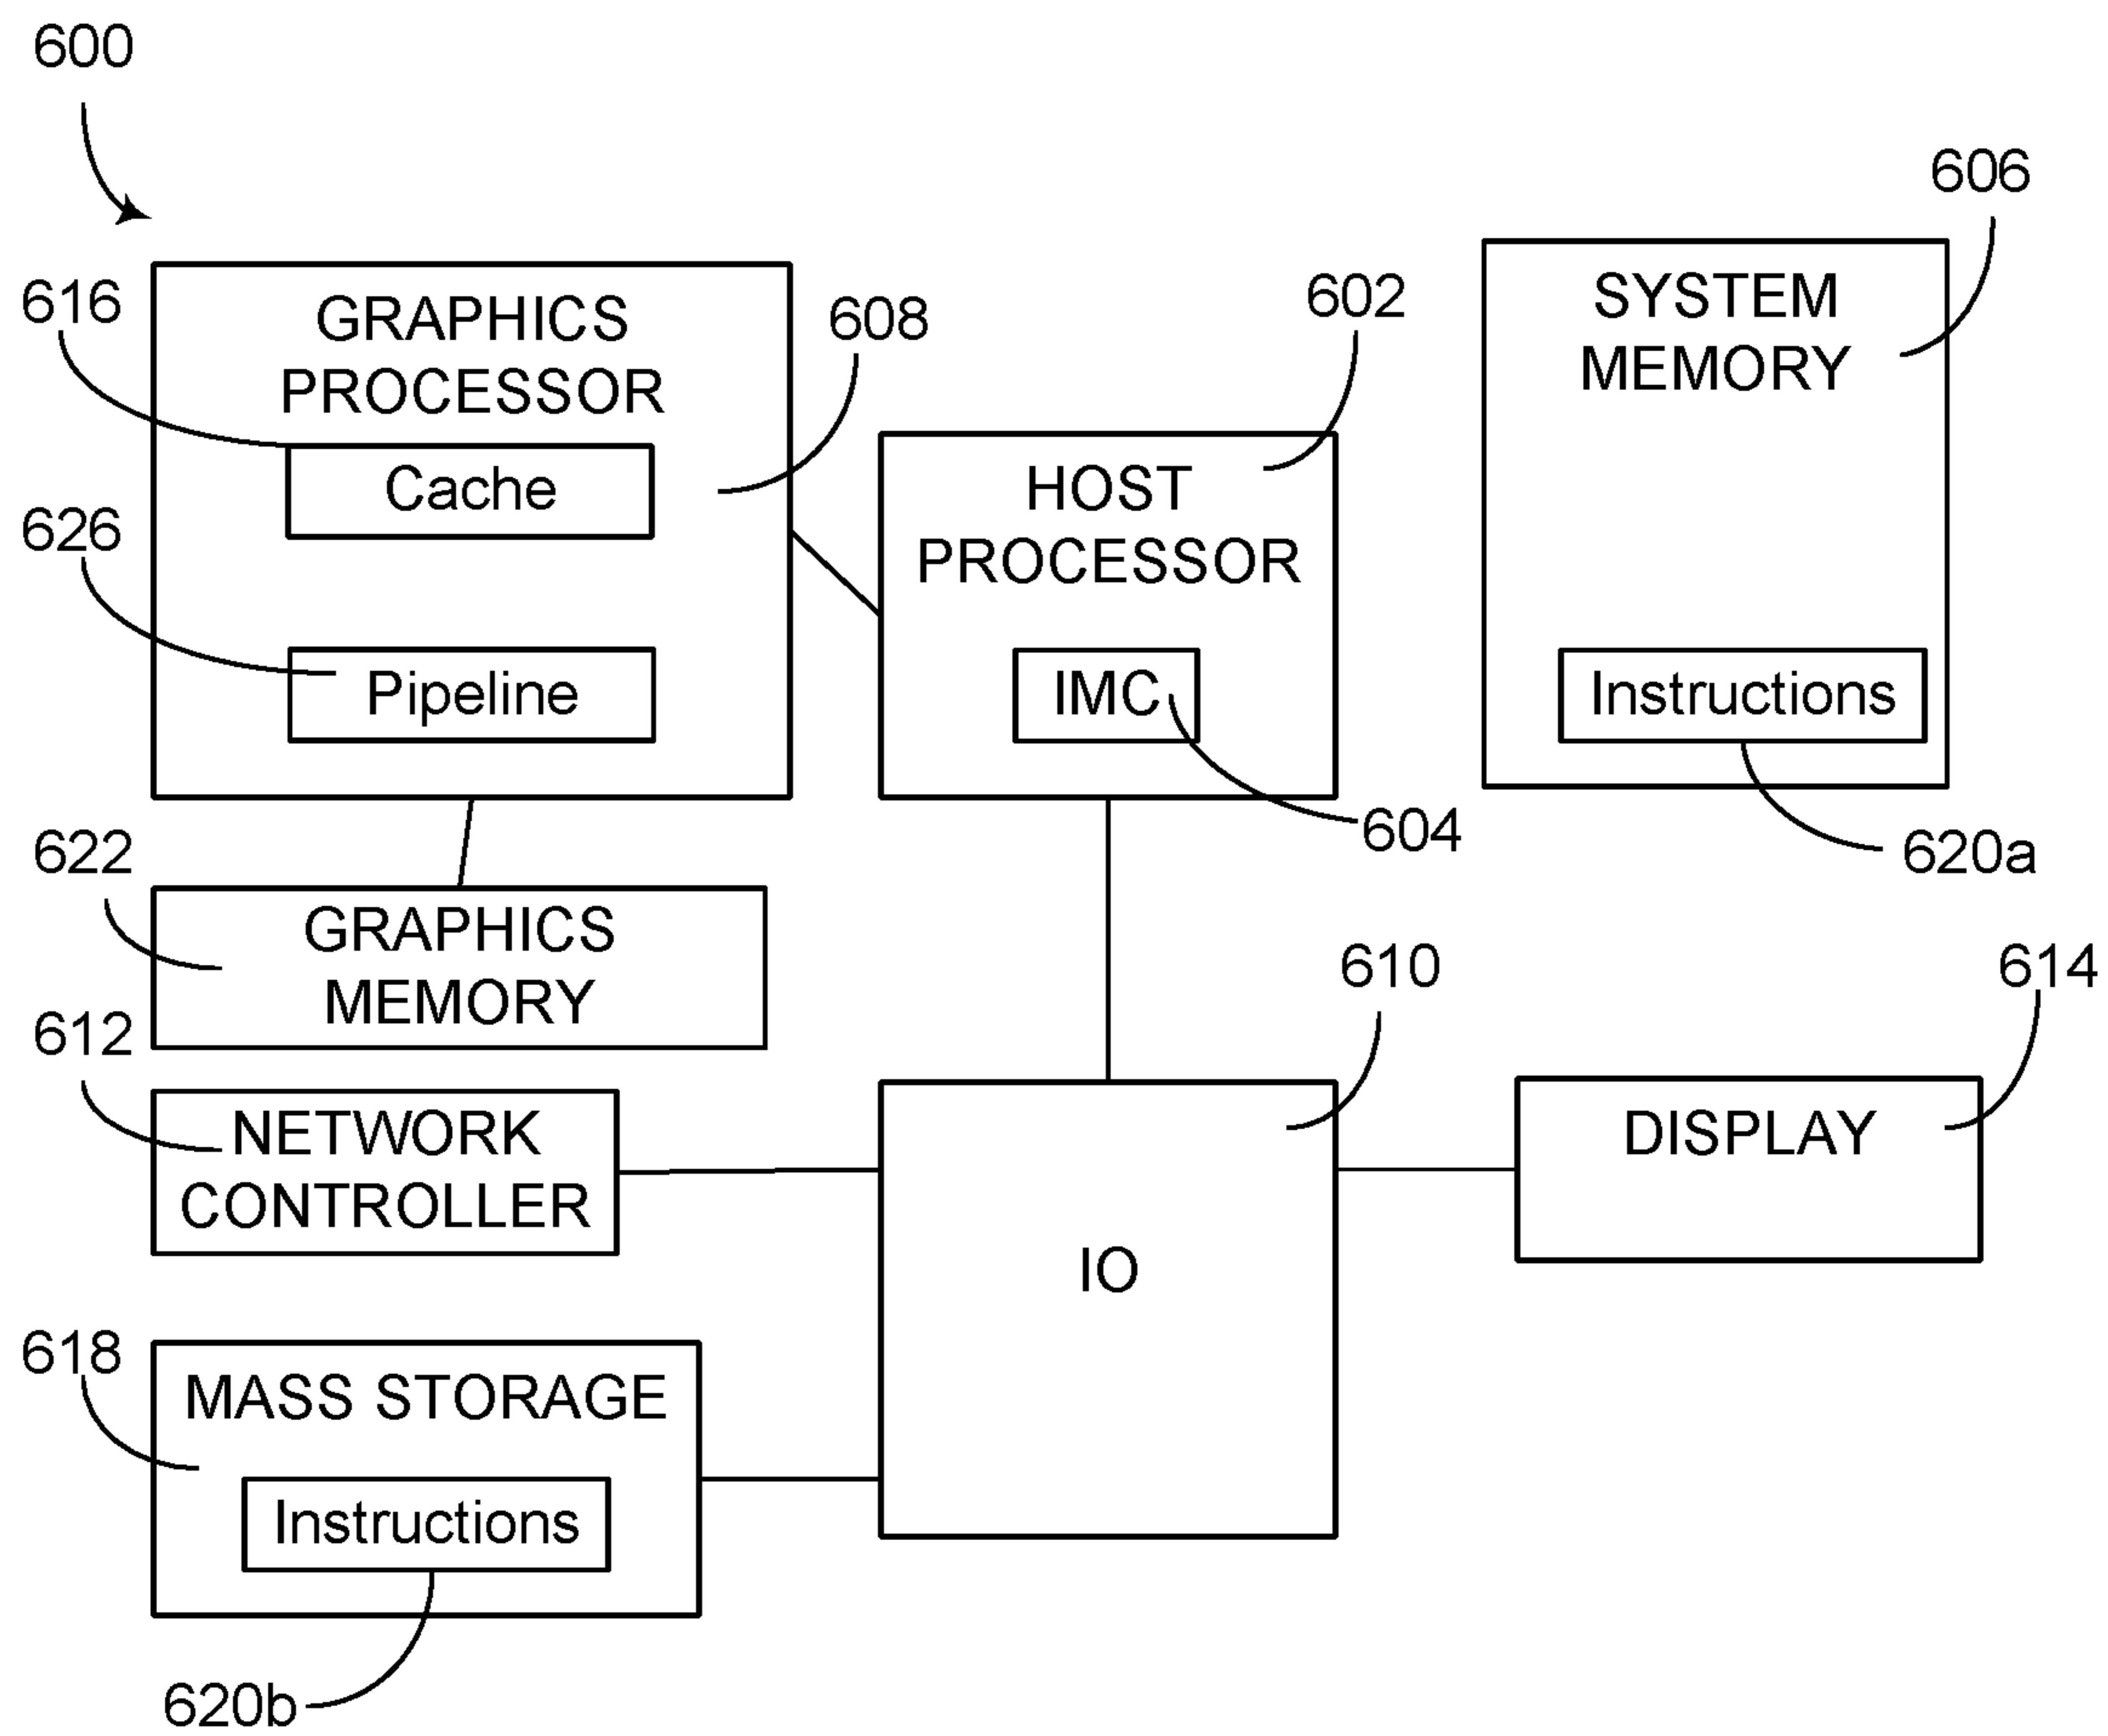 600
606
616
GRAPHICS
PROCESSOR
608
602
SYSTEM
MEMORY
Cache
HOST
PROCESSOR
626
Pipeline
IMC
Instructions
604
620a
622
GRAPHICS
MEMORY
610
614
612
NETWORK
CONTROLLER
DISPLAY
IO
618
MASS STORAGE
Instructions
620b